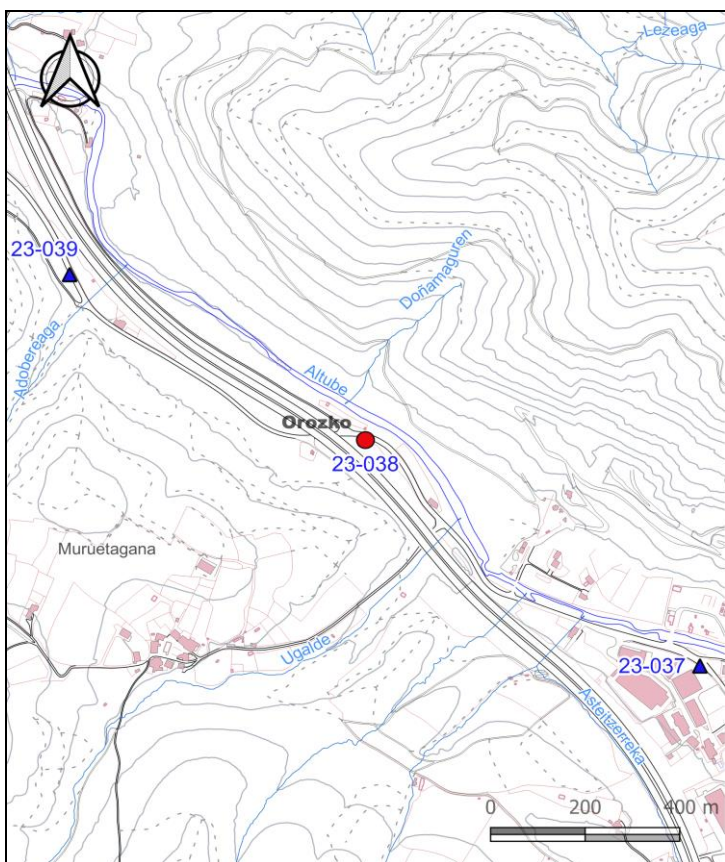 Lezeaga
23-039
Doñamaguren
Adobereaga
Altube
Orozko
23-038
Muruetagana
Ugalde
23-037
Asteitzerreka
0 200 400 m